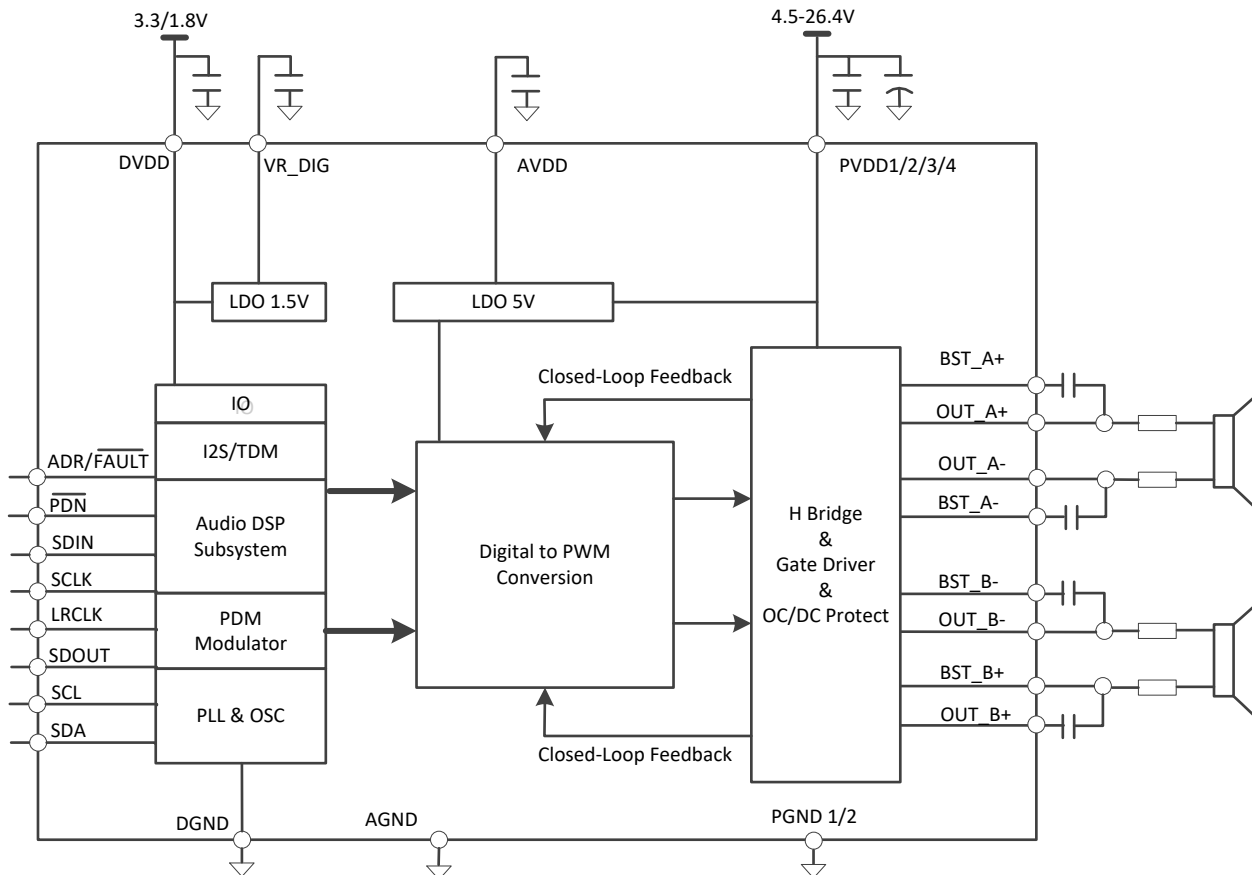 3.3/1.8V
4.5-26.4V
DVDD
VR_DIG
AVDD
PVDD1/2/3/4
LDO 1.5V
LDO 5V
IO
I2S/TDM
Audio DSP
Subsystem
PDM
Modulator
PLL & OSC
ADR/FAULT
PDN
SDIN
SCLK
LRCLK
SDOUT
SCL
SDA
Closed-Loop Feedback
Digital to PWM
Conversion
Closed-Loop Feedback
H Bridge
&
Gate Driver
&
OC/DC Protect
BST_A+
OUT_A+
OUT_A-
BST_A-
BST_B-
OUT_B-
BST_B+
OUT_B+
DGND
AGND
PGND 1/2